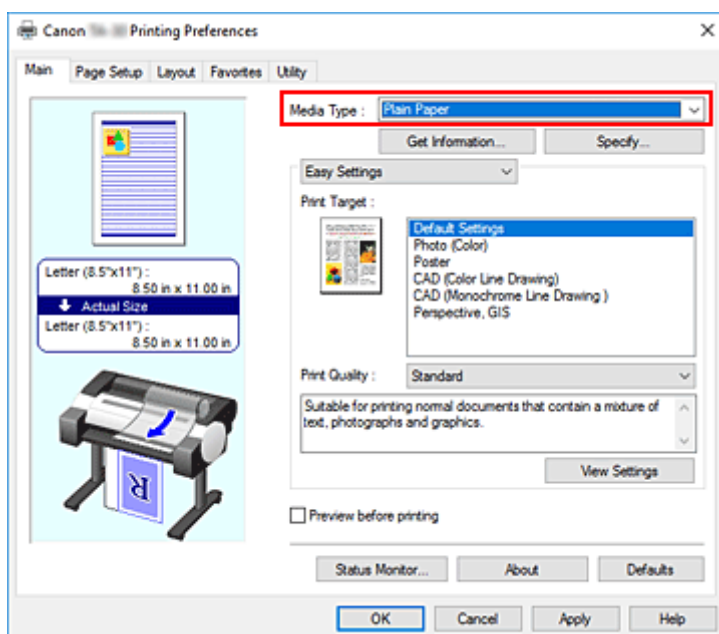 Canon Printing Preferences
Main Page Setup Layout Favorites Utility
Media Type : Plain Paper
Get Information... Specify...
Easy Settings
Print Target :
Default Settings
Photo (Color)
Poster
CAD (Color Line Drawing)
CAD (Monochrome Line Drawing )
Perspective, GIS
Letter (8.5"x11") :
8.50 in x 11.00 in
Actual Size
Letter (8.5"x11") :
8.50 in x 11.00 in
R
Print Quality : Standard
Suitable for printing normal documents that contain a mixture of
text, photographs and graphics.
View Settings
Preview before printing
Status Monitor... About Defaults
OK Cancel Apply Help